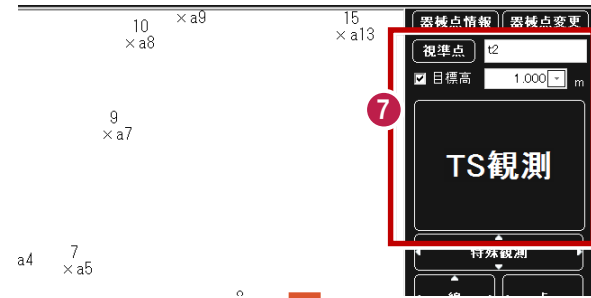 × a9
10
× a8
15
× a13
9
× a7
a4
7
× a5
器械点情報 器械点変更
視準点 t2
目標高 1.000 m
7
TS観測
特殊観測